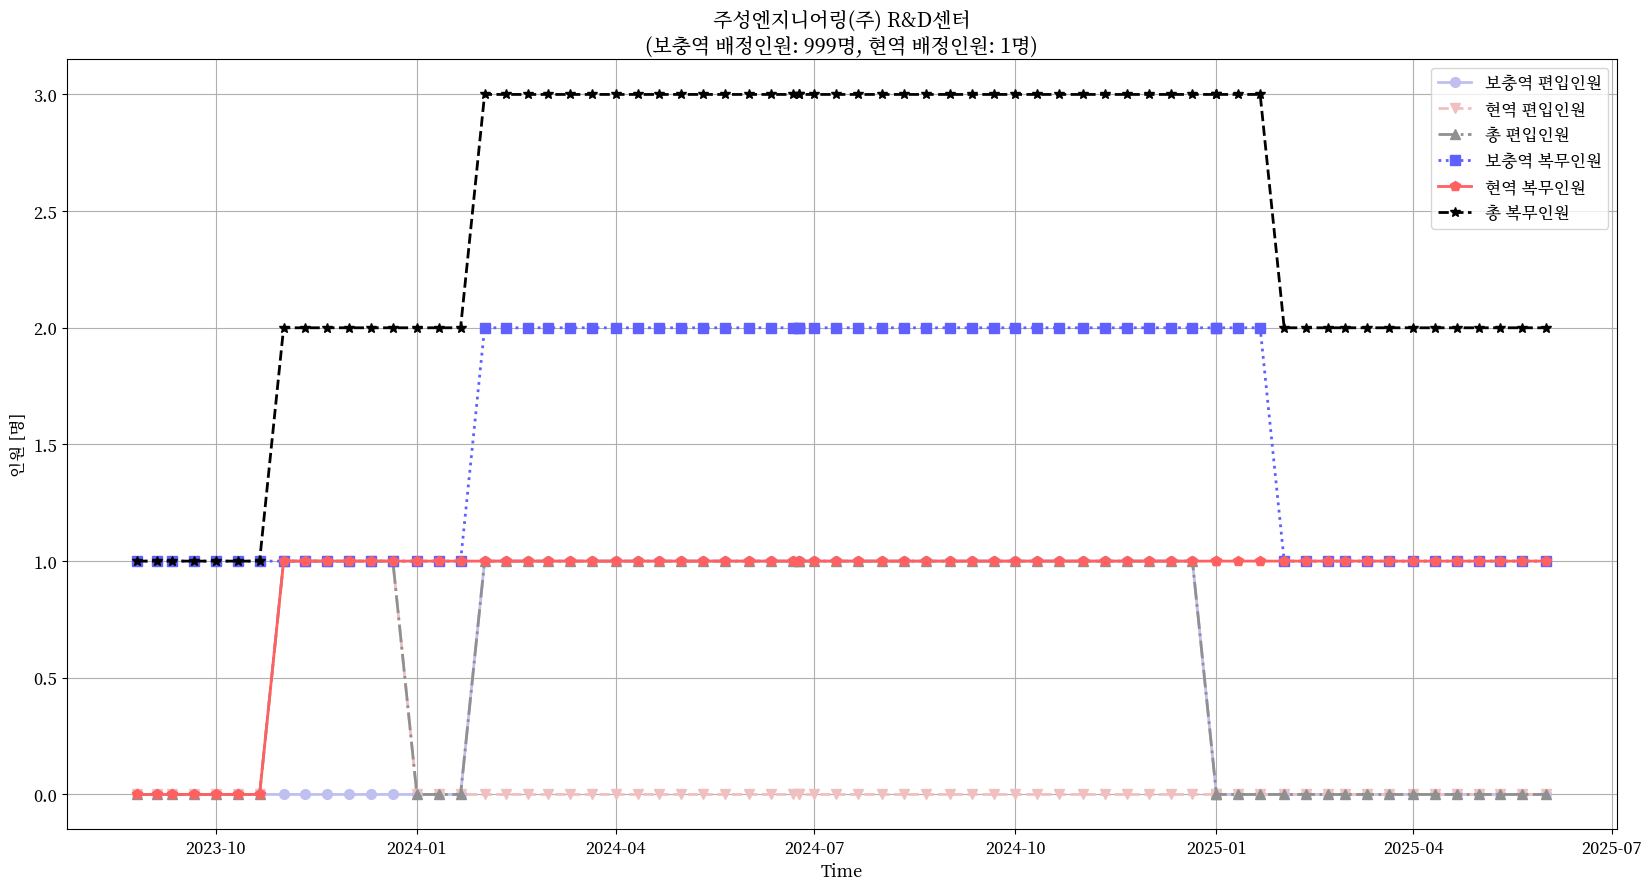 주성엔지니어링(주) R&D센터
(보충역 배정인원: 999명, 현역 배정인원: 1명)
보충역 편입인원
현역 편입인원
총 편입인원
보충역 복무인원
현역 복무인원
총 복무인원
3.0
2.5
2.0
1.5
1.0
0.5
0.0
인원 [명]
2023-10
2024-01
2024-04
2024-07
2024-10
2025-01
2025-04
2025-07
Time